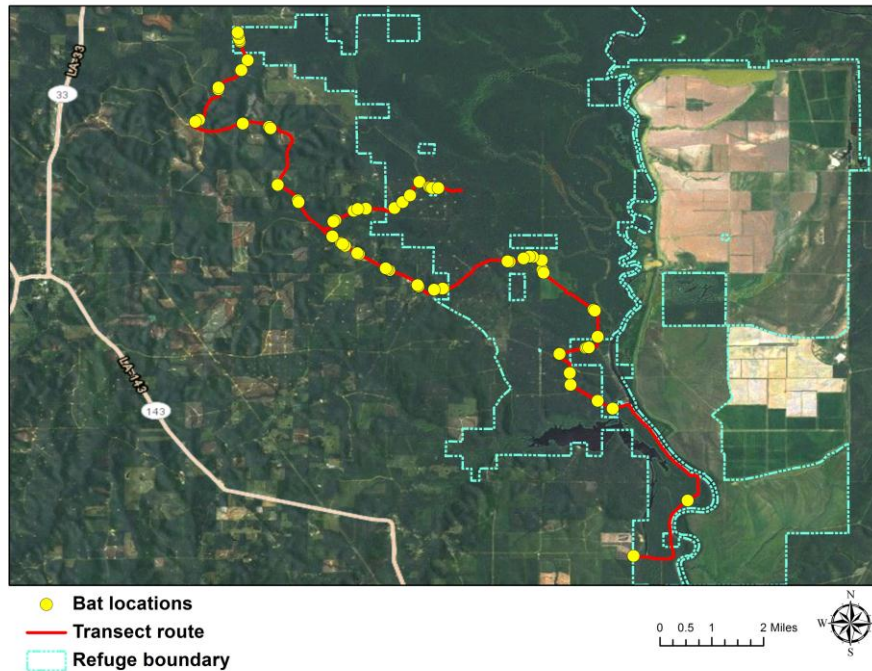 LA-33
33
LA-143
143
Bat locations
Transect route
Refuge boundary
0 0.5 1 2 Miles
N
W E
S